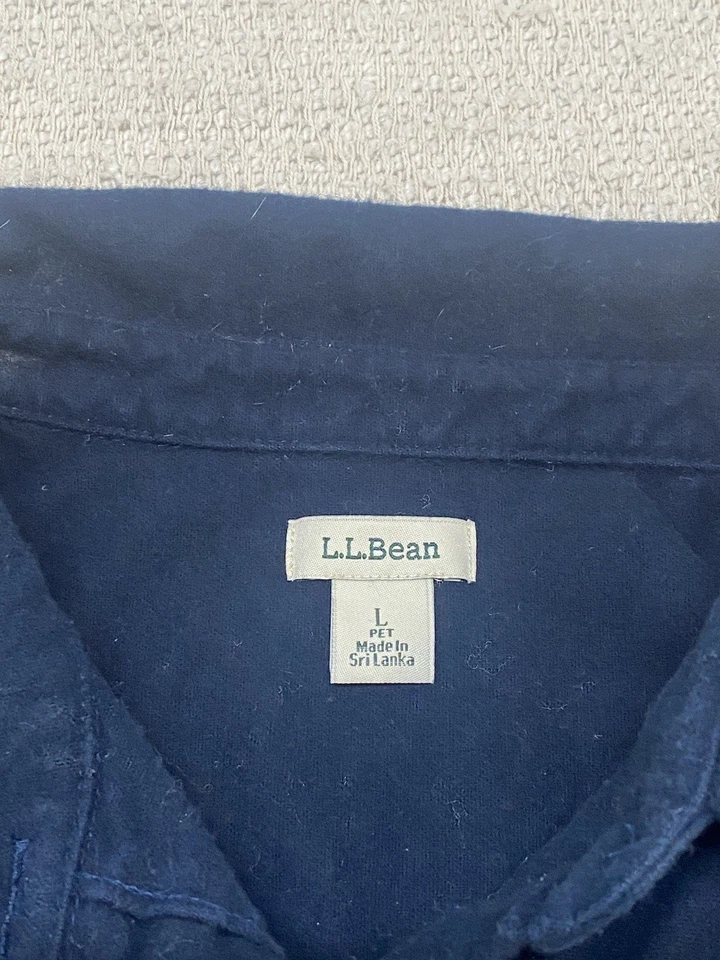 L.L.Bean
L
PET
Made In
Sri Lanka